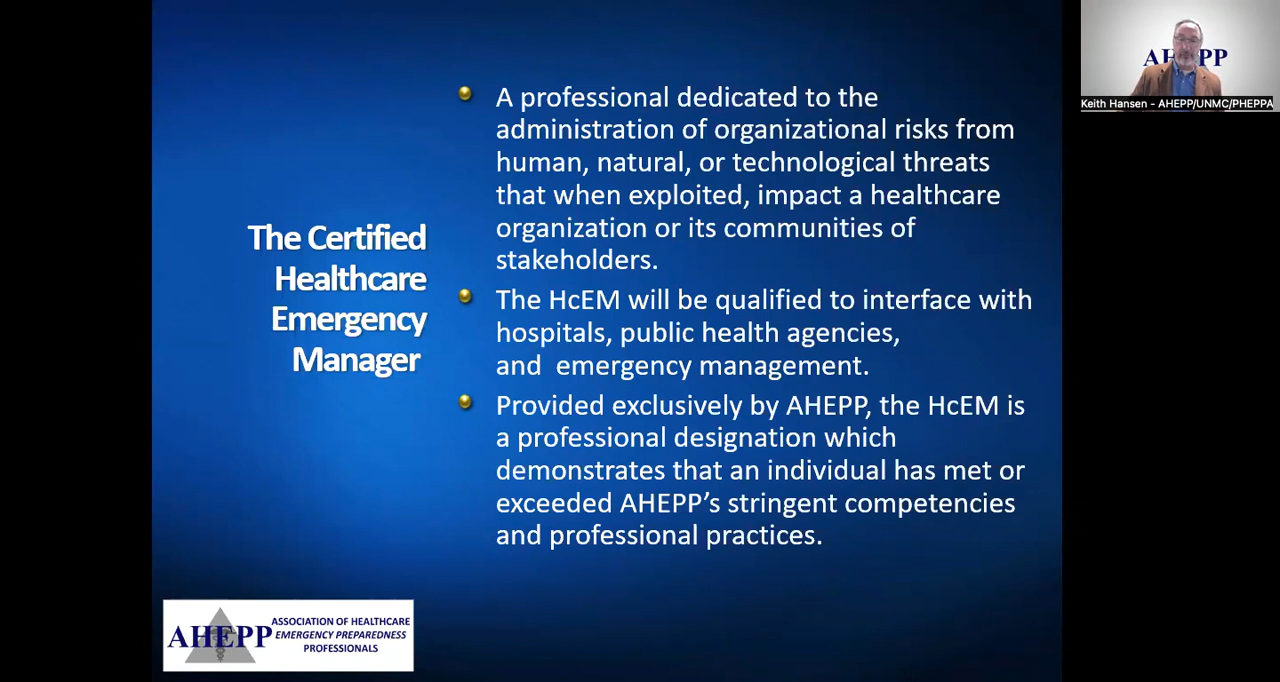 The Certified
Healthcare
Emergency
Manager
A professional dedicated to the
administration of organizational risks from
human, natural, or technological threats
that when exploited, impact a healthcare
organization or its communities of
stakeholders.
The HcEM will be qualified to interface with
hospitals, public health agencies,
and  emergency management.
Provided exclusively by AHEPP, the HcEM is
a professional designation which
demonstrates that an individual has met or
exceeded AHEPP’s stringent competencies
and professional practices.
AHEPP
ASSOCIATION OF HEALTHCARE
EMERGENCY PREPAREDNESS
PROFESSIONALS
AHEPP
Keith Hansen - AHEPP/UNMC/PHEPPA